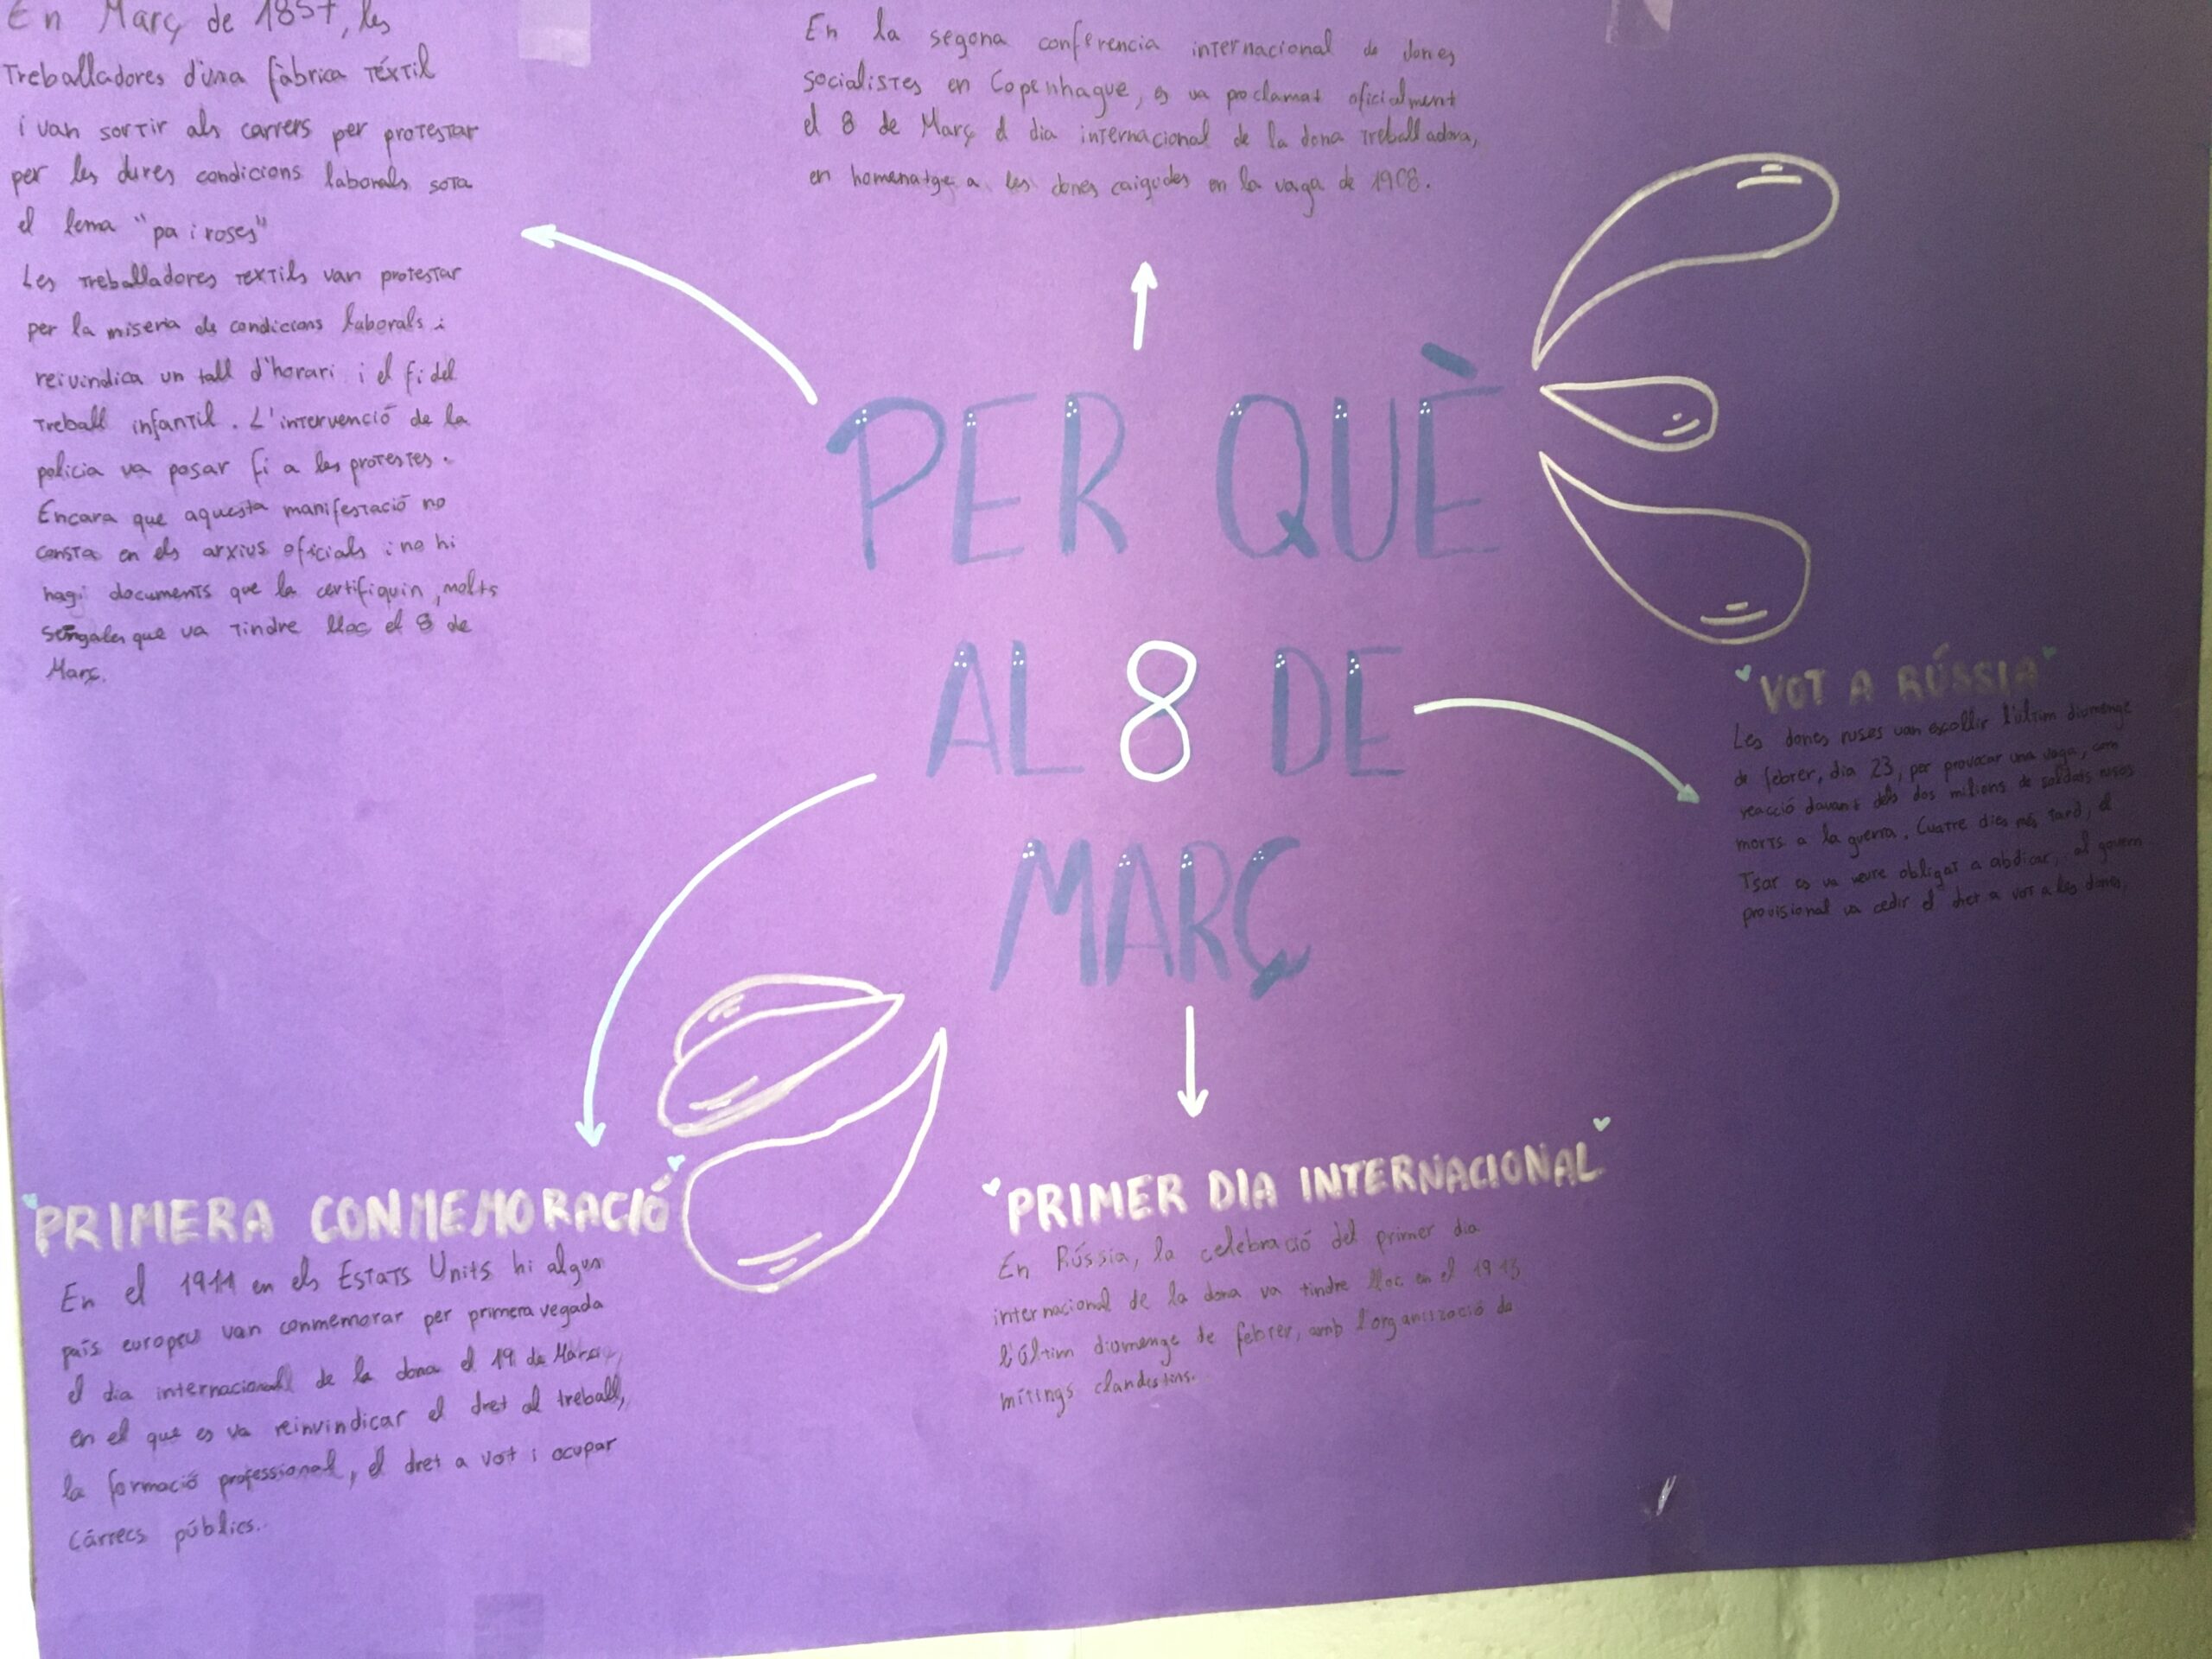 En Març de 1857, les
Treballadores d'una fàbrica Téxtil
i van sortir als carrers per protestar
per les dures condicions laborals sota
el lema "pa i roses"
Les treballadores textils van protestar
per la miseria de condicions laborals i
reivindica un tall d'horari i el fi del
treball infantil. L'intervenció de la
policia va posar fi a les protestes.
Encara que aquesta manifestació no
consta en els arxius oficials i no hi
hagi documents que la certifiquin, molts
que va tindre lloc el 8 de
Març.
En la segona conferencia internacional de dones
socialistes en Copenhague, es va proclamat oficialment
el 8 de Març el dia internacional de la dona treballadora,
en homenatge a les dones caigudes en la vaga de 1908.
PER QUÈ
AL 8 DE
MARÇ
"VOT A RÚSSIA"
Les dones ruses van escollir l'ultim diumenge
de febrer, dia 23, per provocar una vaga, com
reacció davant dels dos milions de soldats rusos
morts a la guerra. Cuatre dies més tard, el
Tsar es va veure obligat a abdicar, el govern
provisional va cedir el dret a vot a les dones.
"PRIMERA CONMEMORACIÓ"
En el 1911 en els Estats Units hi algun
país europeu van conmemorar per primera vegada
el dia internacional de la dona el 19 de
en el que es va reinvindicar el dret al treball,
la formació professional, el dret a vot i ocupar
Cárrecs públics.
"PRIMER DIA INTERNACIONAL"
En Rússia, la celebració del primer dia
internacional de la dona va tindre lloc en el 1913
l'últim diumenge de febrer, amb l'organització de
mítings clandestins.